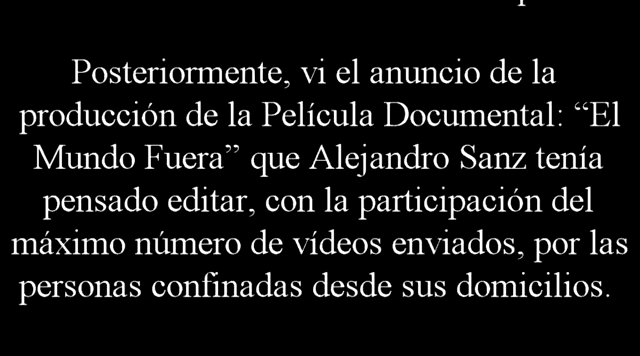 Posteriormente, vi el anuncio de la
producción de la Película Documental: “El
Mundo Fuera” que Alejandro Sanz tenía
pensado editar, con la participación del
máximo número de vídeos enviados, por las
personas confinadas desde sus domicilios.